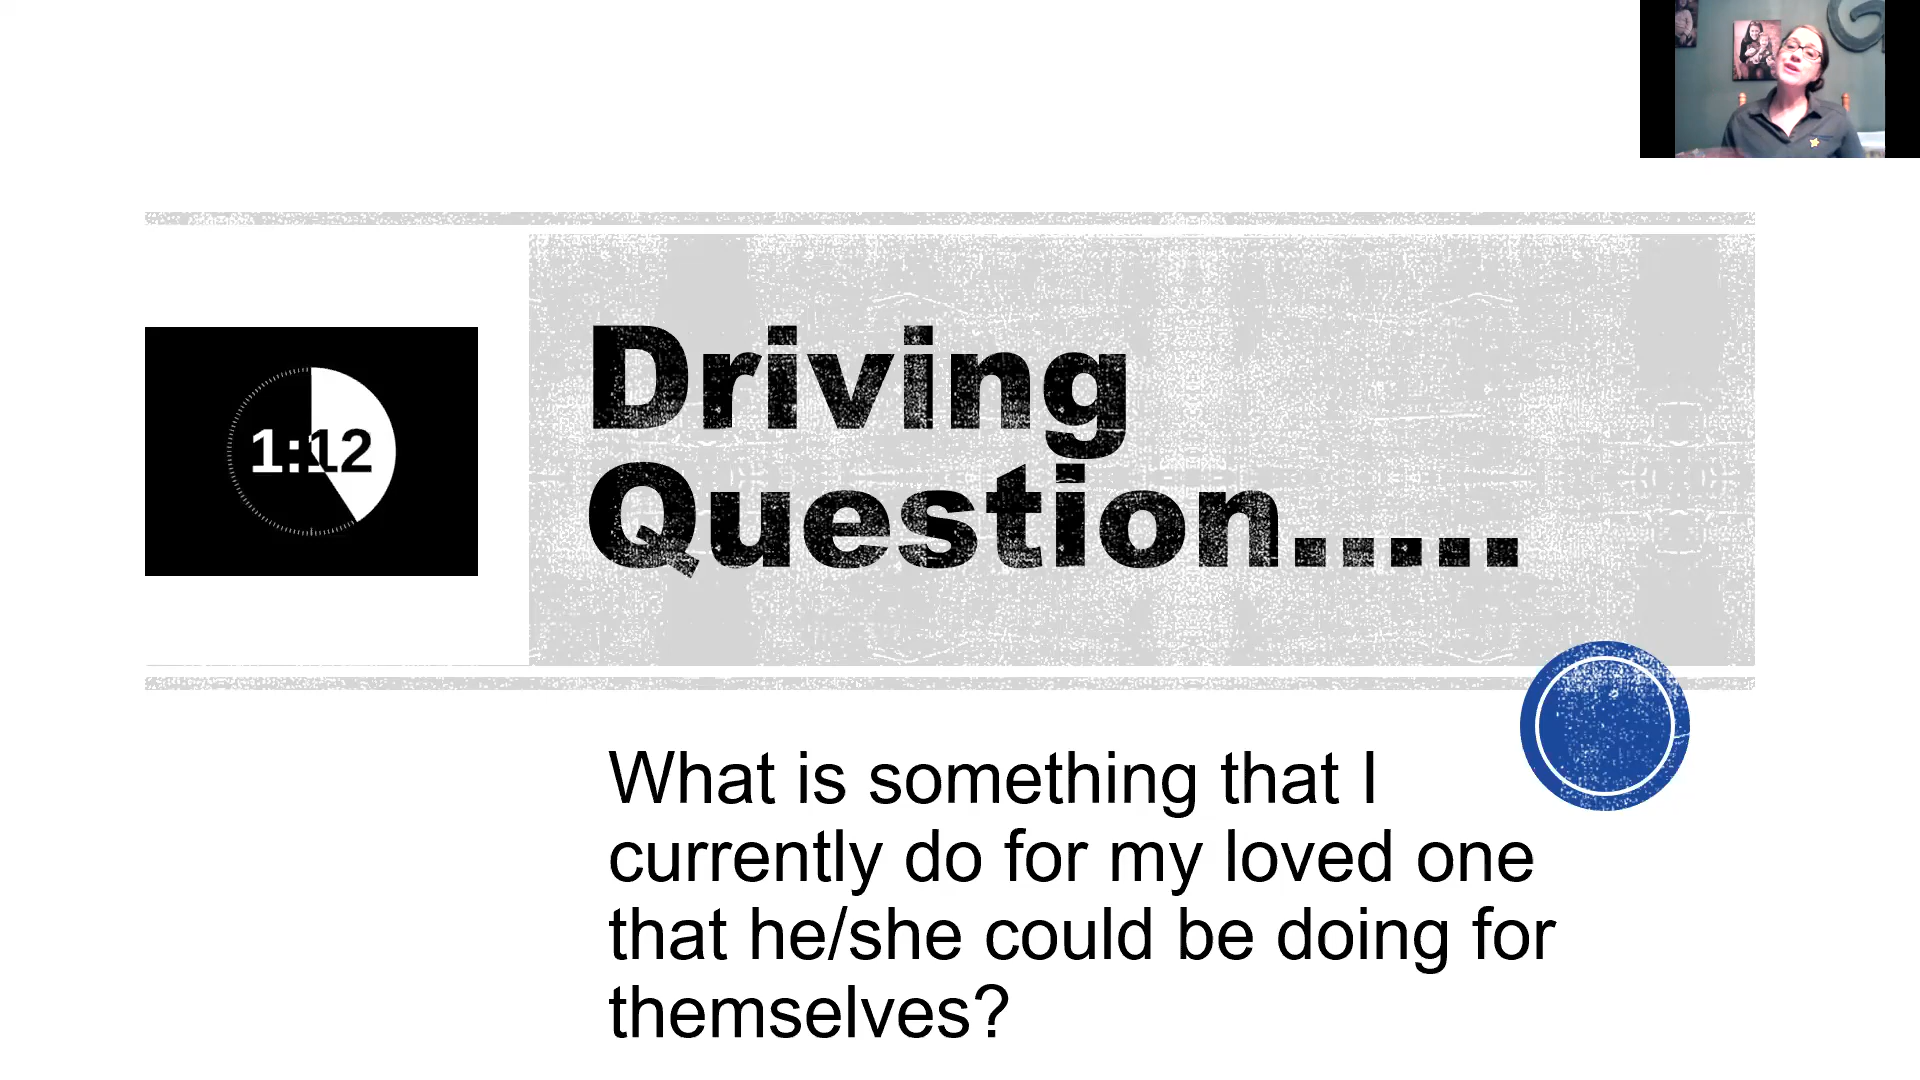 1:12
Driving
Question.....
What is something that I
currently do for my loved one
that he/she could be doing for
themselves?